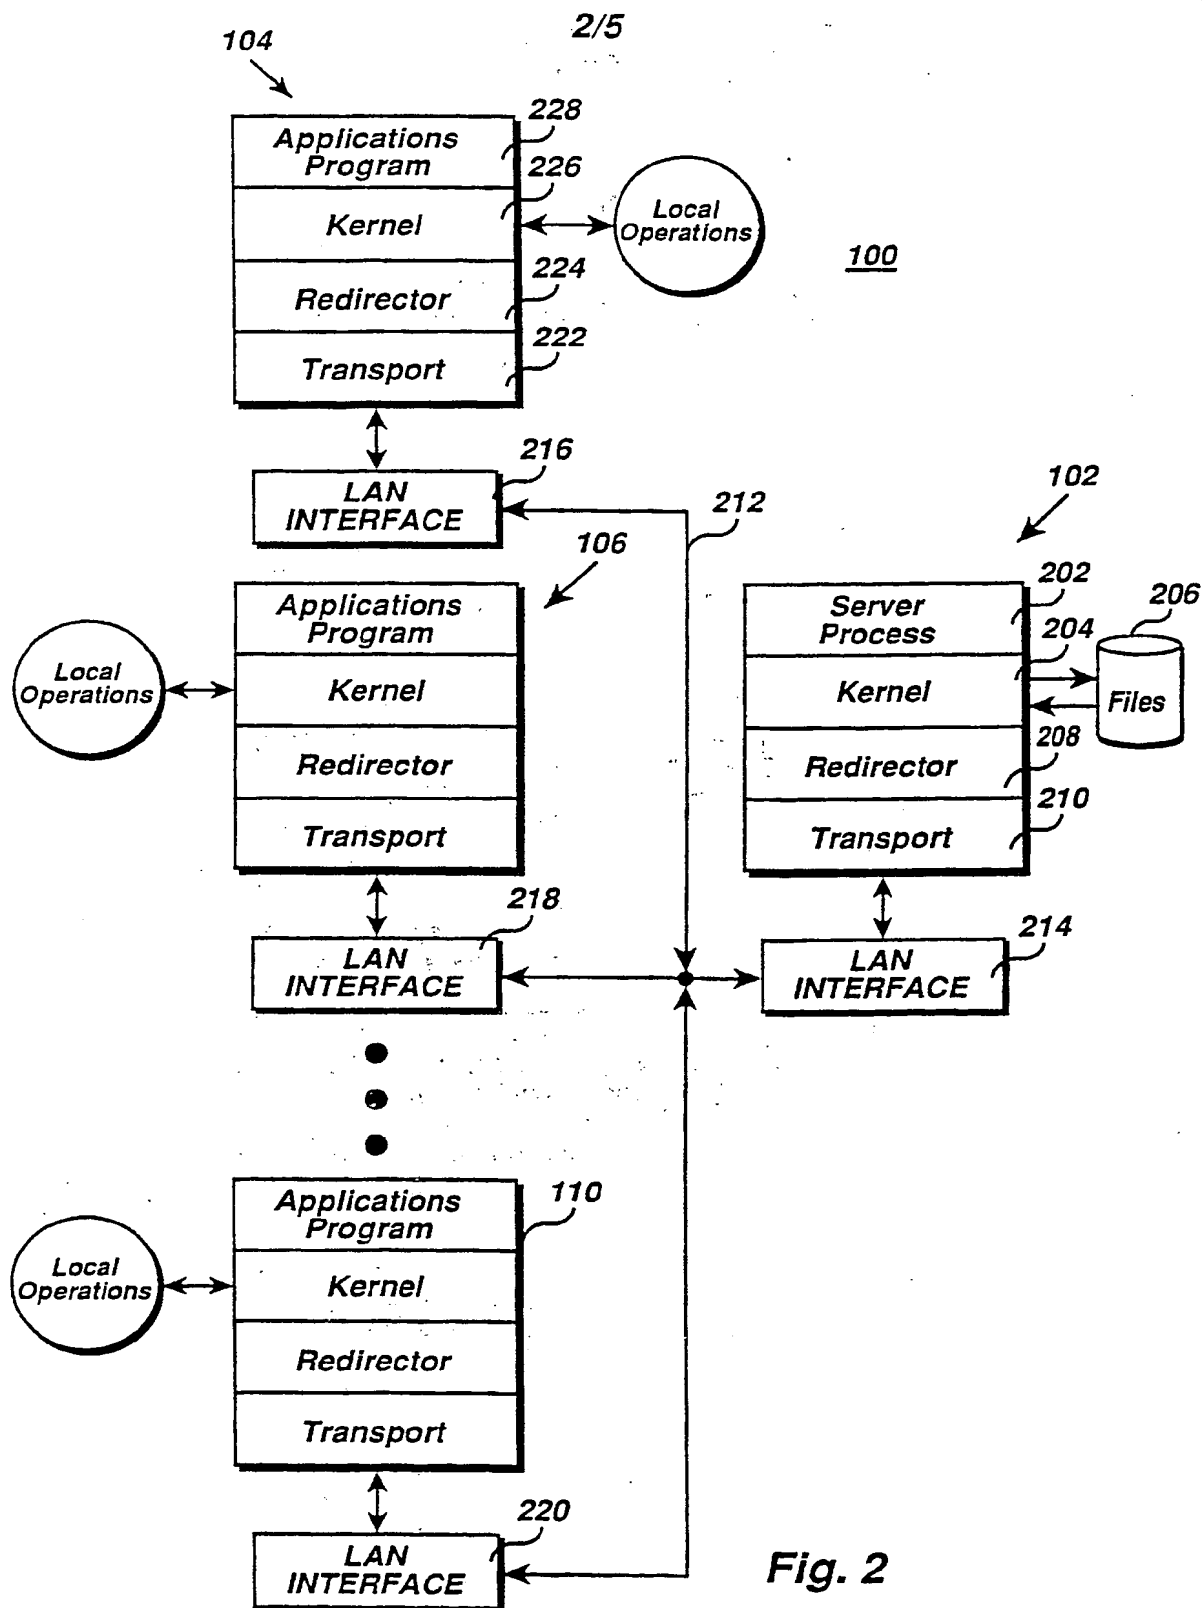 2/5
104
228
Applications
Program
226
Kernel
Local
Operations
100
224
Redirector
222
Transport
216
LAN
INTERFACE
212
102
106
Applications
Program
202
Server
Process
206
204
Local
Operations
Kernel
Kernel
Files
208
Redirector
Redirector
210
Transport
Transport
218
LAN
INTERFACE
214
LAN
INTERFACE
Applications
Program
110
Local
Operations
Kernel
Redirector
Transport
220
LAN
INTERFACE
Fig. 2